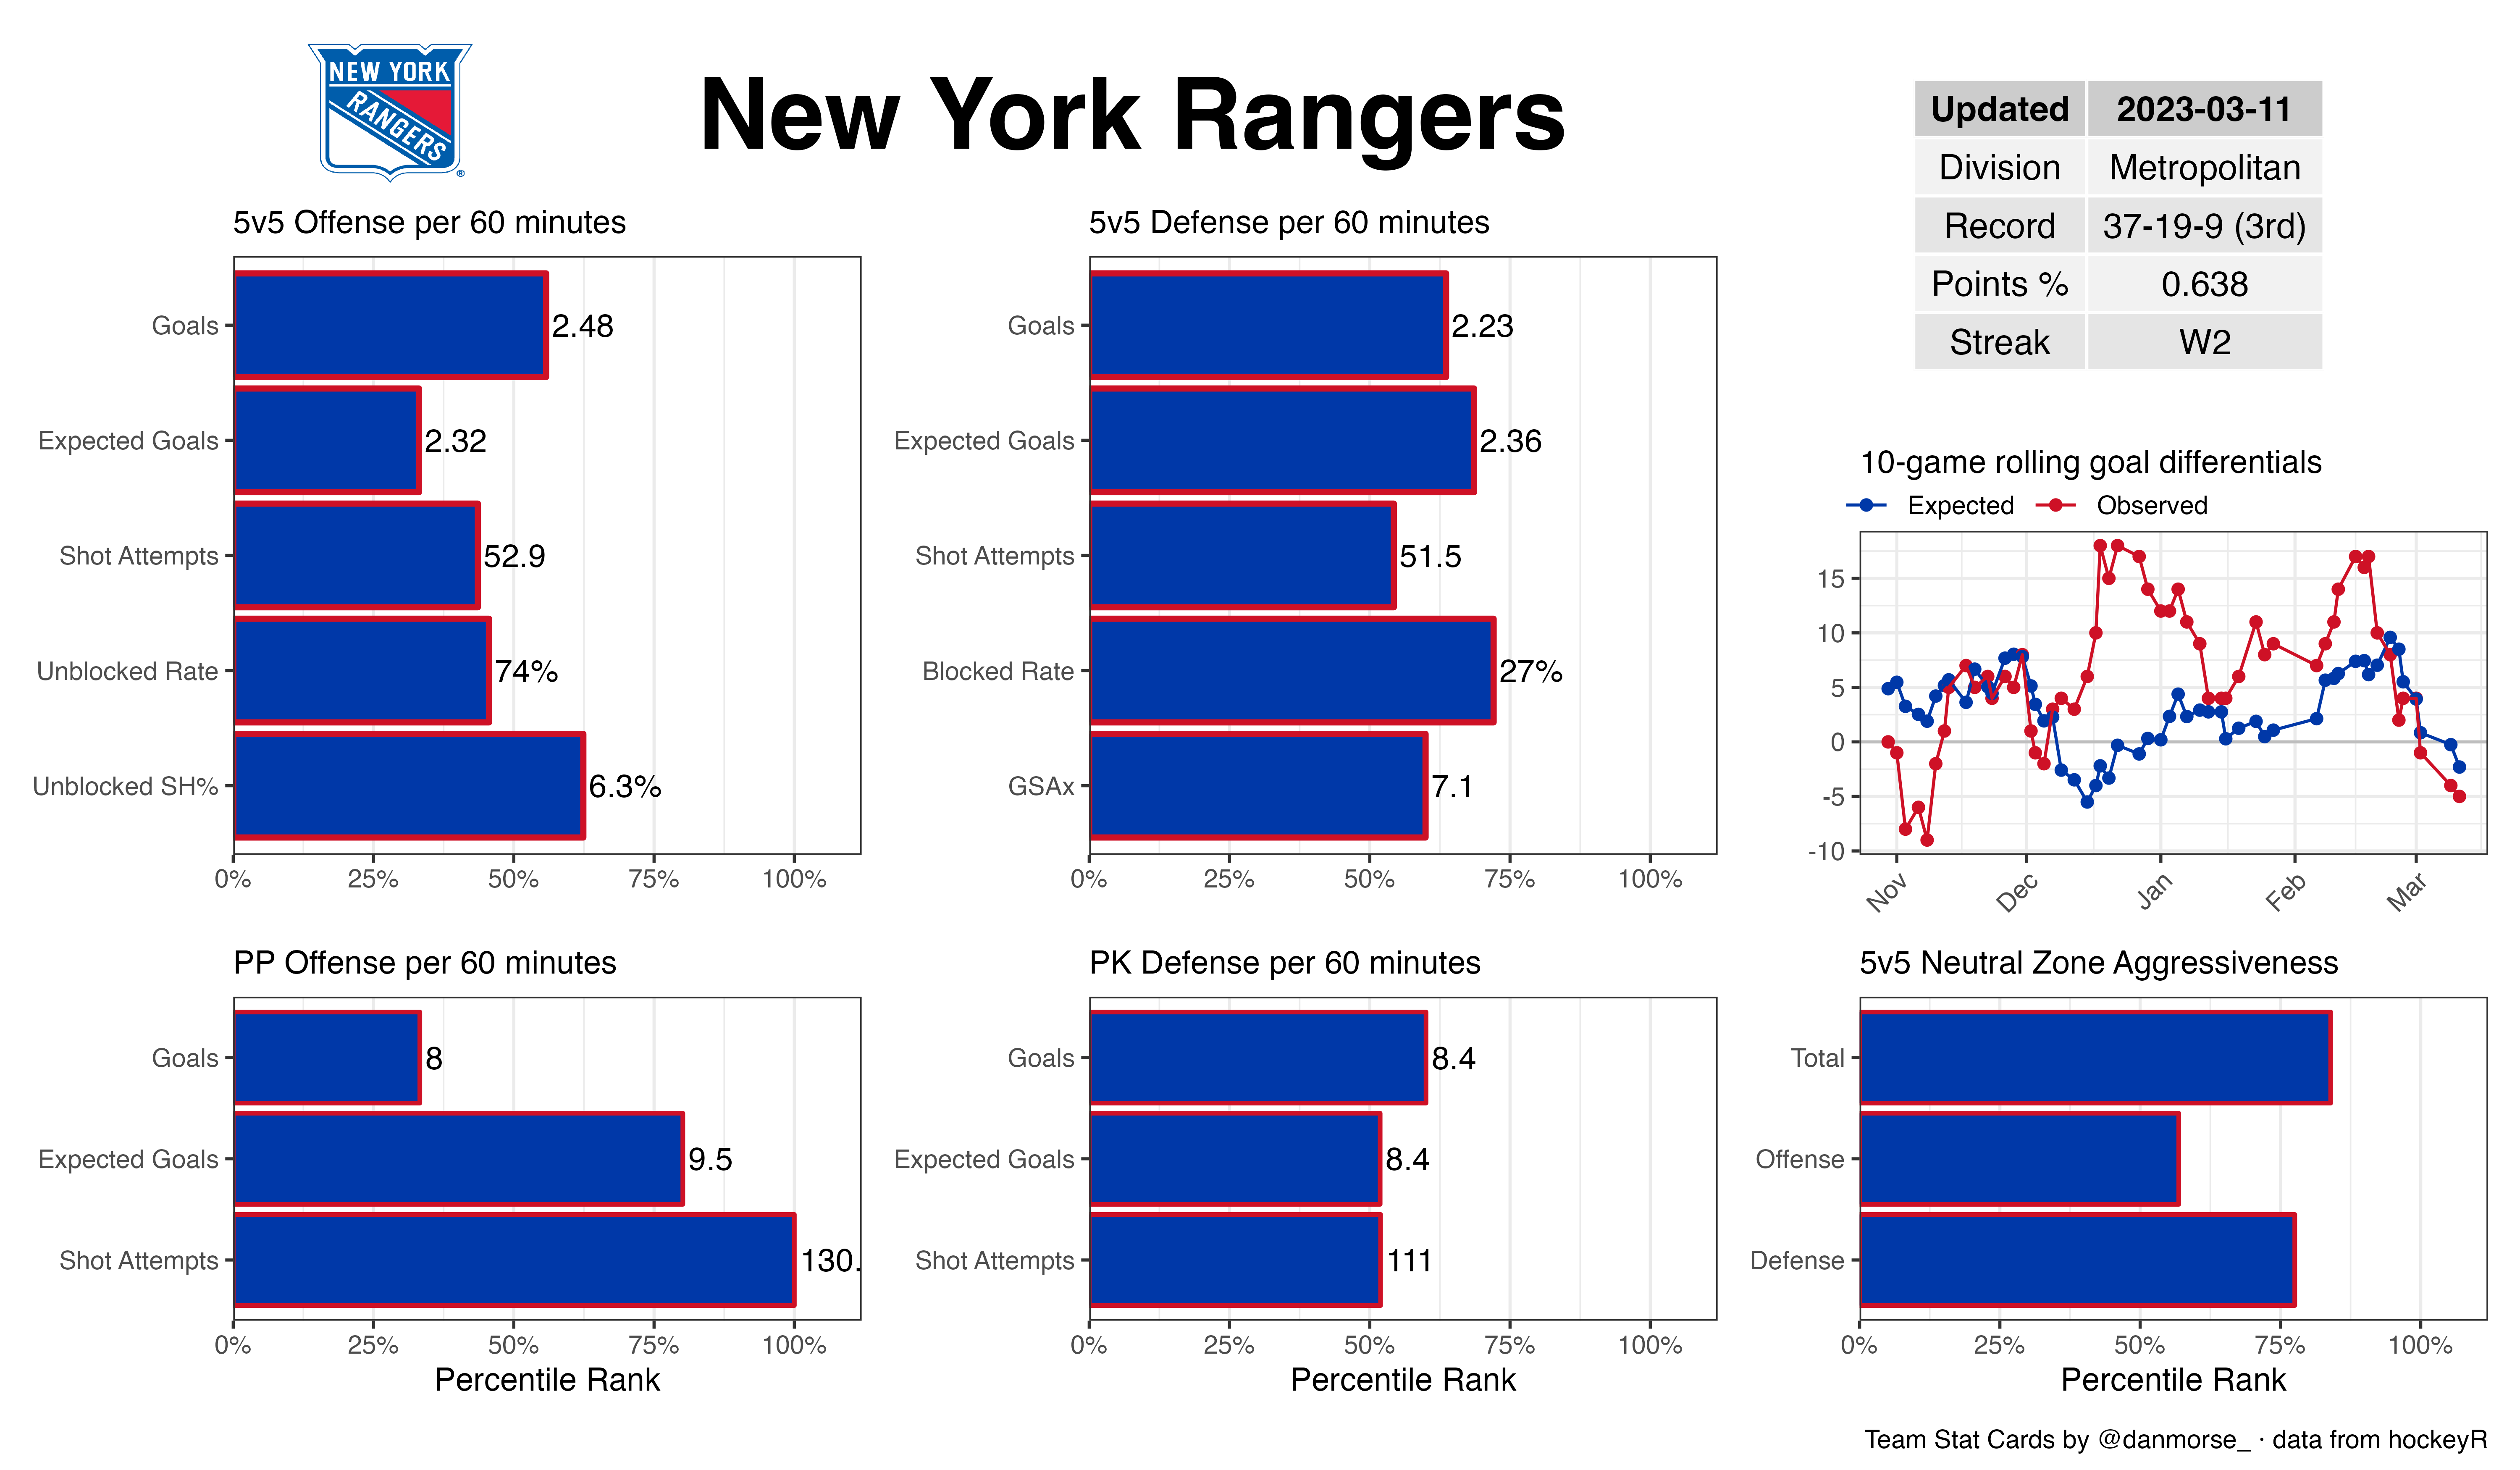 NEW YORK
RANGERS
®
New York Rangers
Updated 2023-03-11
Division Metropolitan
Record 37-19-9 (3rd)
Points % 0.638
Streak W2
5v5 Offense per 60 minutes
Goals 2.48
Expected Goals 2.32
Shot Attempts 52.9
Unblocked Rate 74%
Unblocked SH% 6.3%
0% 25% 50% 75% 100%
5v5 Defense per 60 minutes
Goals 2.23
Expected Goals 2.36
Shot Attempts 51.5
Blocked Rate 27%
GSAx 7.1
0% 25% 50% 75% 100%
10-game rolling goal differentials
Expected Observed
15
10
5
0
-5
-10
Nov Dec Jan Feb Mar
PP Offense per 60 minutes
Goals 8
Expected Goals 9.5
Shot Attempts 130.
0% 25% 50% 75% 100%
Percentile Rank
PK Defense per 60 minutes
Goals 8.4
Expected Goals 8.4
Shot Attempts 111
0% 25% 50% 75% 100%
Percentile Rank
5v5 Neutral Zone Aggressiveness
Total
Offense
Defense
0% 25% 50% 75% 100%
Percentile Rank
Team Stat Cards by @danmorse_ · data from hockeyR